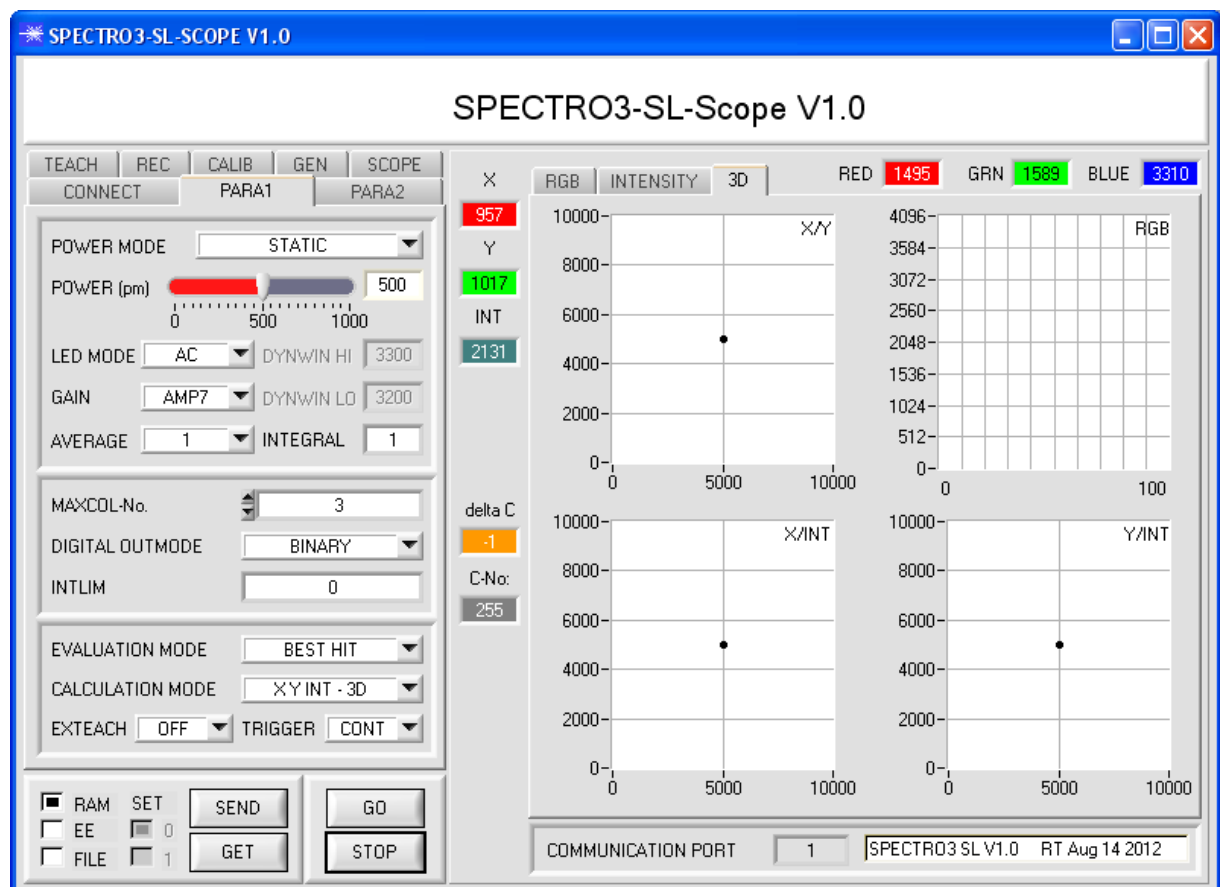 SPECTRO3-SL-SCOPE V1.0
SPECTRO3-SL-Scope V1.0
TEACH REC CALIB GEN SCOPE
CONNECT PARA1 PARA2
POWER MODE STATIC
POWER (pm) 500
0 500 1000
LED MODE AC DYNWIN HI 3300
GAIN AMP7 DYNWIN LO 3200
AVERAGE 1 INTEGRAL 1
MAXCOL-No. 3
DIGITAL OUTMODE BINARY
INTLIM 0
EVALUATION MODE BEST HIT
CALCULATION MODE X Y INT - 3D
EXTEACH OFF TRIGGER CONT
RAM SET SEND GO
EE 0
FILE 1 GET STOP
X
957
Y
1017
INT
2131
delta C
-1
C-No:
255
RGB INTENSITY 3D RED 1495 GRN 1589 BLUE 3310
X/Y
10000
8000
6000
4000
2000
0
0 5000 10000
RGB
4096
3584
3072
2560
2048
1536
1024
512
0
0 100
X/INT
10000
8000
6000
4000
2000
0
0 5000 10000
Y/INT
10000
8000
6000
4000
2000
0
0 5000 10000
COMMUNICATION PORT 1 SPECTRO3 SL V1.0 RT Aug 14 2012